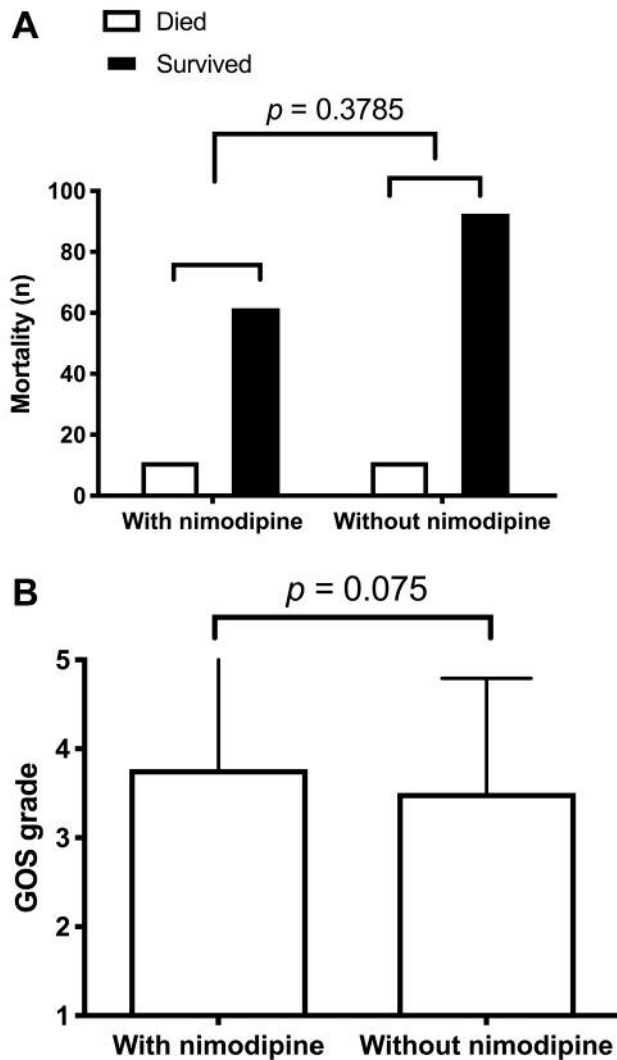 A
Died
Survived
p = 0.3785
Mortality (n)
100
80
60
40
20
0
With nimodipine Without nimodipine
B
p = 0.075
GOS grade
5
4
3
2
1
With nimodipine Without nimodipine